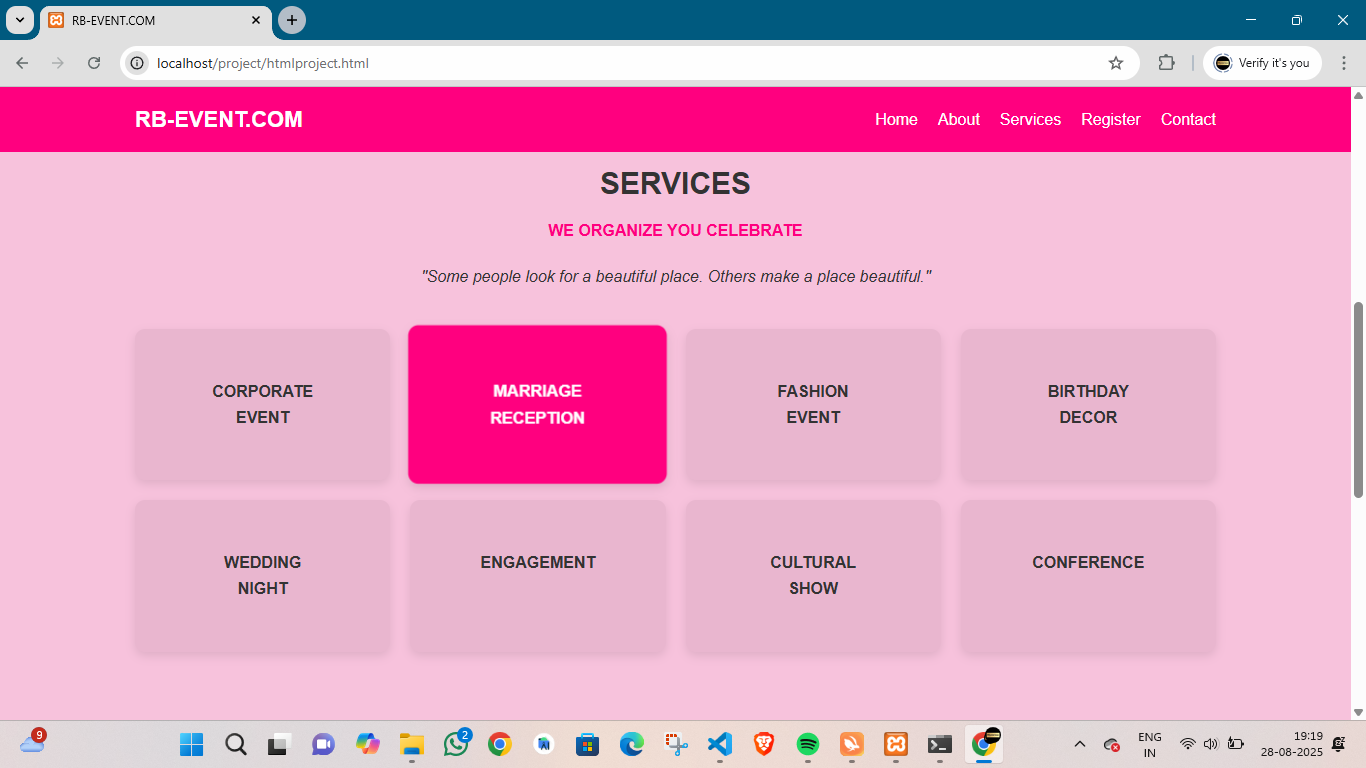 RB-EVENT.COM
localhost/project/htmlproject.html
Verify it's you
RB-EVENT.COM
Home About Services Register Contact
SERVICES
WE ORGANIZE YOU CELEBRATE
"Some people look for a beautiful place. Others make a place beautiful."
CORPORATE
EVENT
MARRIAGE
RECEPTION
FASHION
EVENT
BIRTHDAY
DECOR
WEDDING
NIGHT
ENGAGEMENT
CULTURAL
SHOW
CONFERENCE
9
2
AI
ENG
IN
19:19
28-08-2025